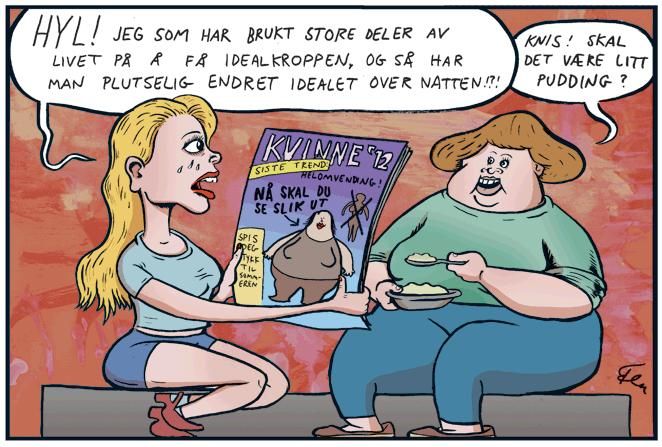 HYL! JEG SOM HAR BRUKT STORE DELER AV
LIVET PÅ Å FÅ IDEALKROPPEN, OG SÅ HAR
MAN PLUTSELIG ENDRET IDEALET OVER NATTEN!?!
KNIS! SKAL
DET VÆRE LITT
PUDDING?
KVINNE
SISTE TREND:
HELOMVENDING!
NÅ SKAL DU
SE SLIK UT
SPIS
DEG
TYKK
TIL
SOMM-
EREN